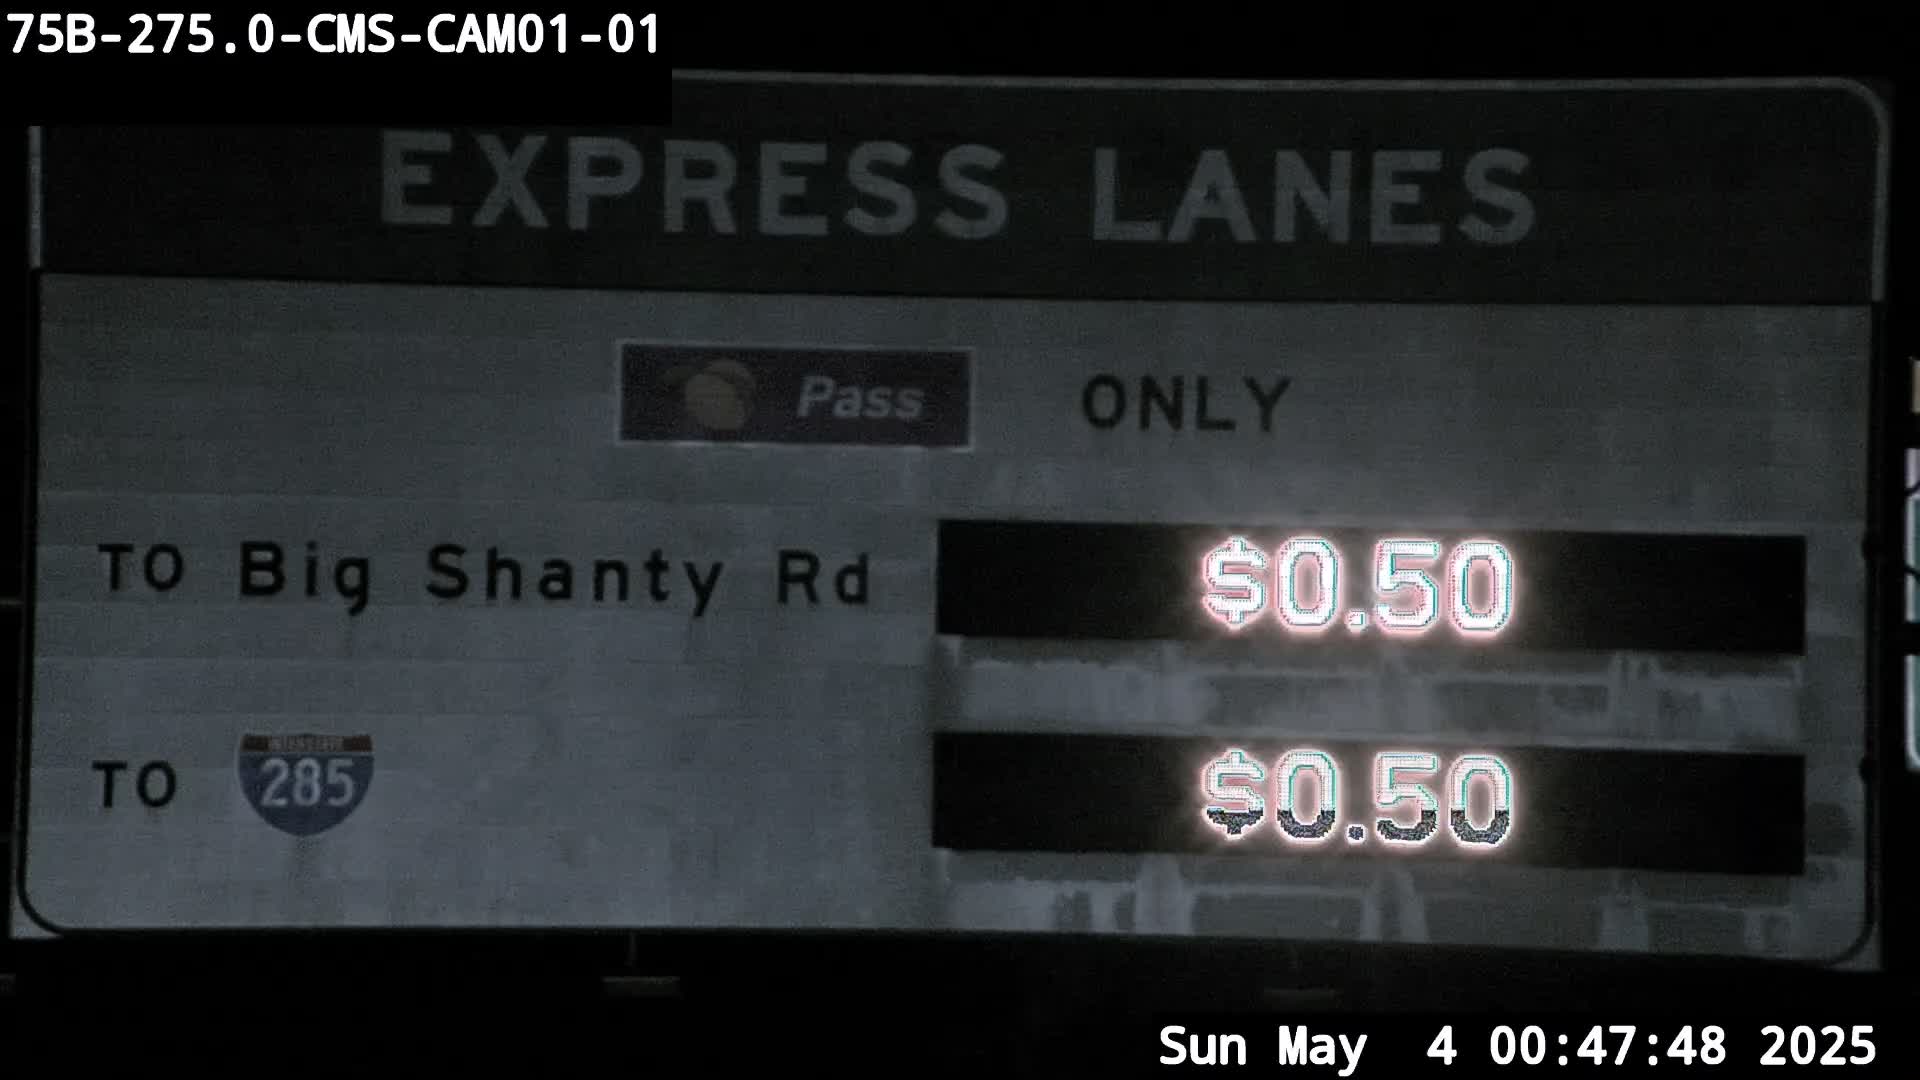 75B-275.0-CMS-CAM01-01
EXPRESS LANES
Pass ONLY
TO Big Shanty Rd $0.50
INTERSTATE
TO 285 $0.50
Sun May 4 00:47:48 2025